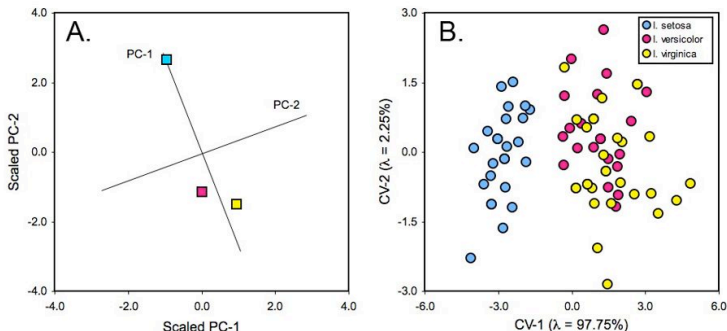 A.
PC-1
PC-2
Scaled PC-2
4.0
2.0
0.0
-2.0
-4.0
-4.0
-2.0
0.0
2.0
4.0
Scaled PC-1
B.
I. setosa
I. versicolor
I. virginica
CV-2 (λ = 2.25%)
3.0
1.5
0.0
-1.5
-3.0
-6.0
-3.0
0.0
3.0
6.0
CV-1 (λ = 97.75%)